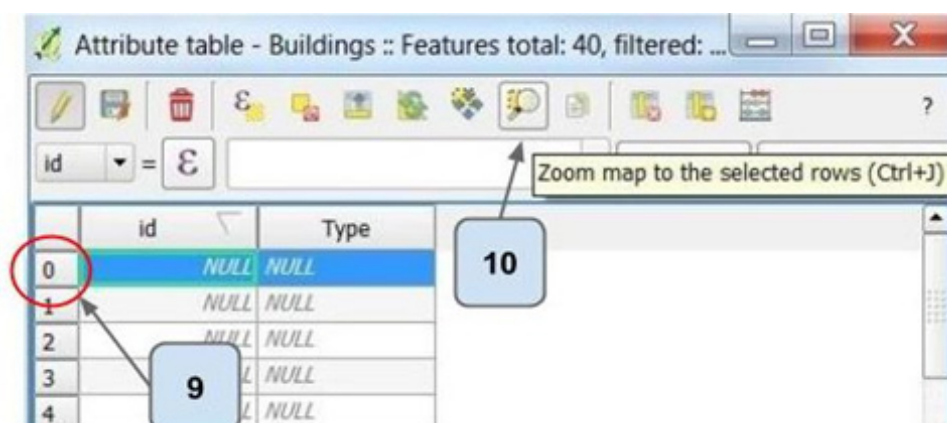 Attribute table - Buildings :: Features total: 40, filtered: ...
ε
?
id = ε
Zoom map to the selected rows (Ctrl+J)
id Type
10
0 NULL NULL
1 NULL NULL
2 NULL NULL
3 L NULL
9
4 L NULL